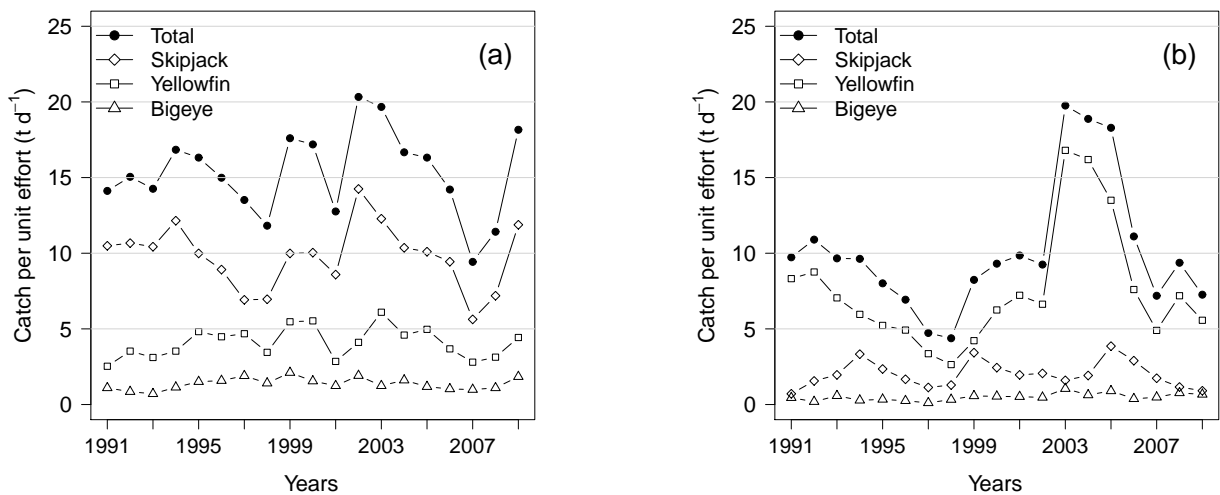 Catch per unit effort (t d⁻¹)
25
20
15
10
5
0
Total
Skipjack
Yellowfin
Bigeye
(a)
1991 1995 1999 2003 2007
Years
Catch per unit effort (t d⁻¹)
25
20
15
10
5
0
Total
Skipjack
Yellowfin
Bigeye
(b)
1991 1995 1999 2003 2007
Years